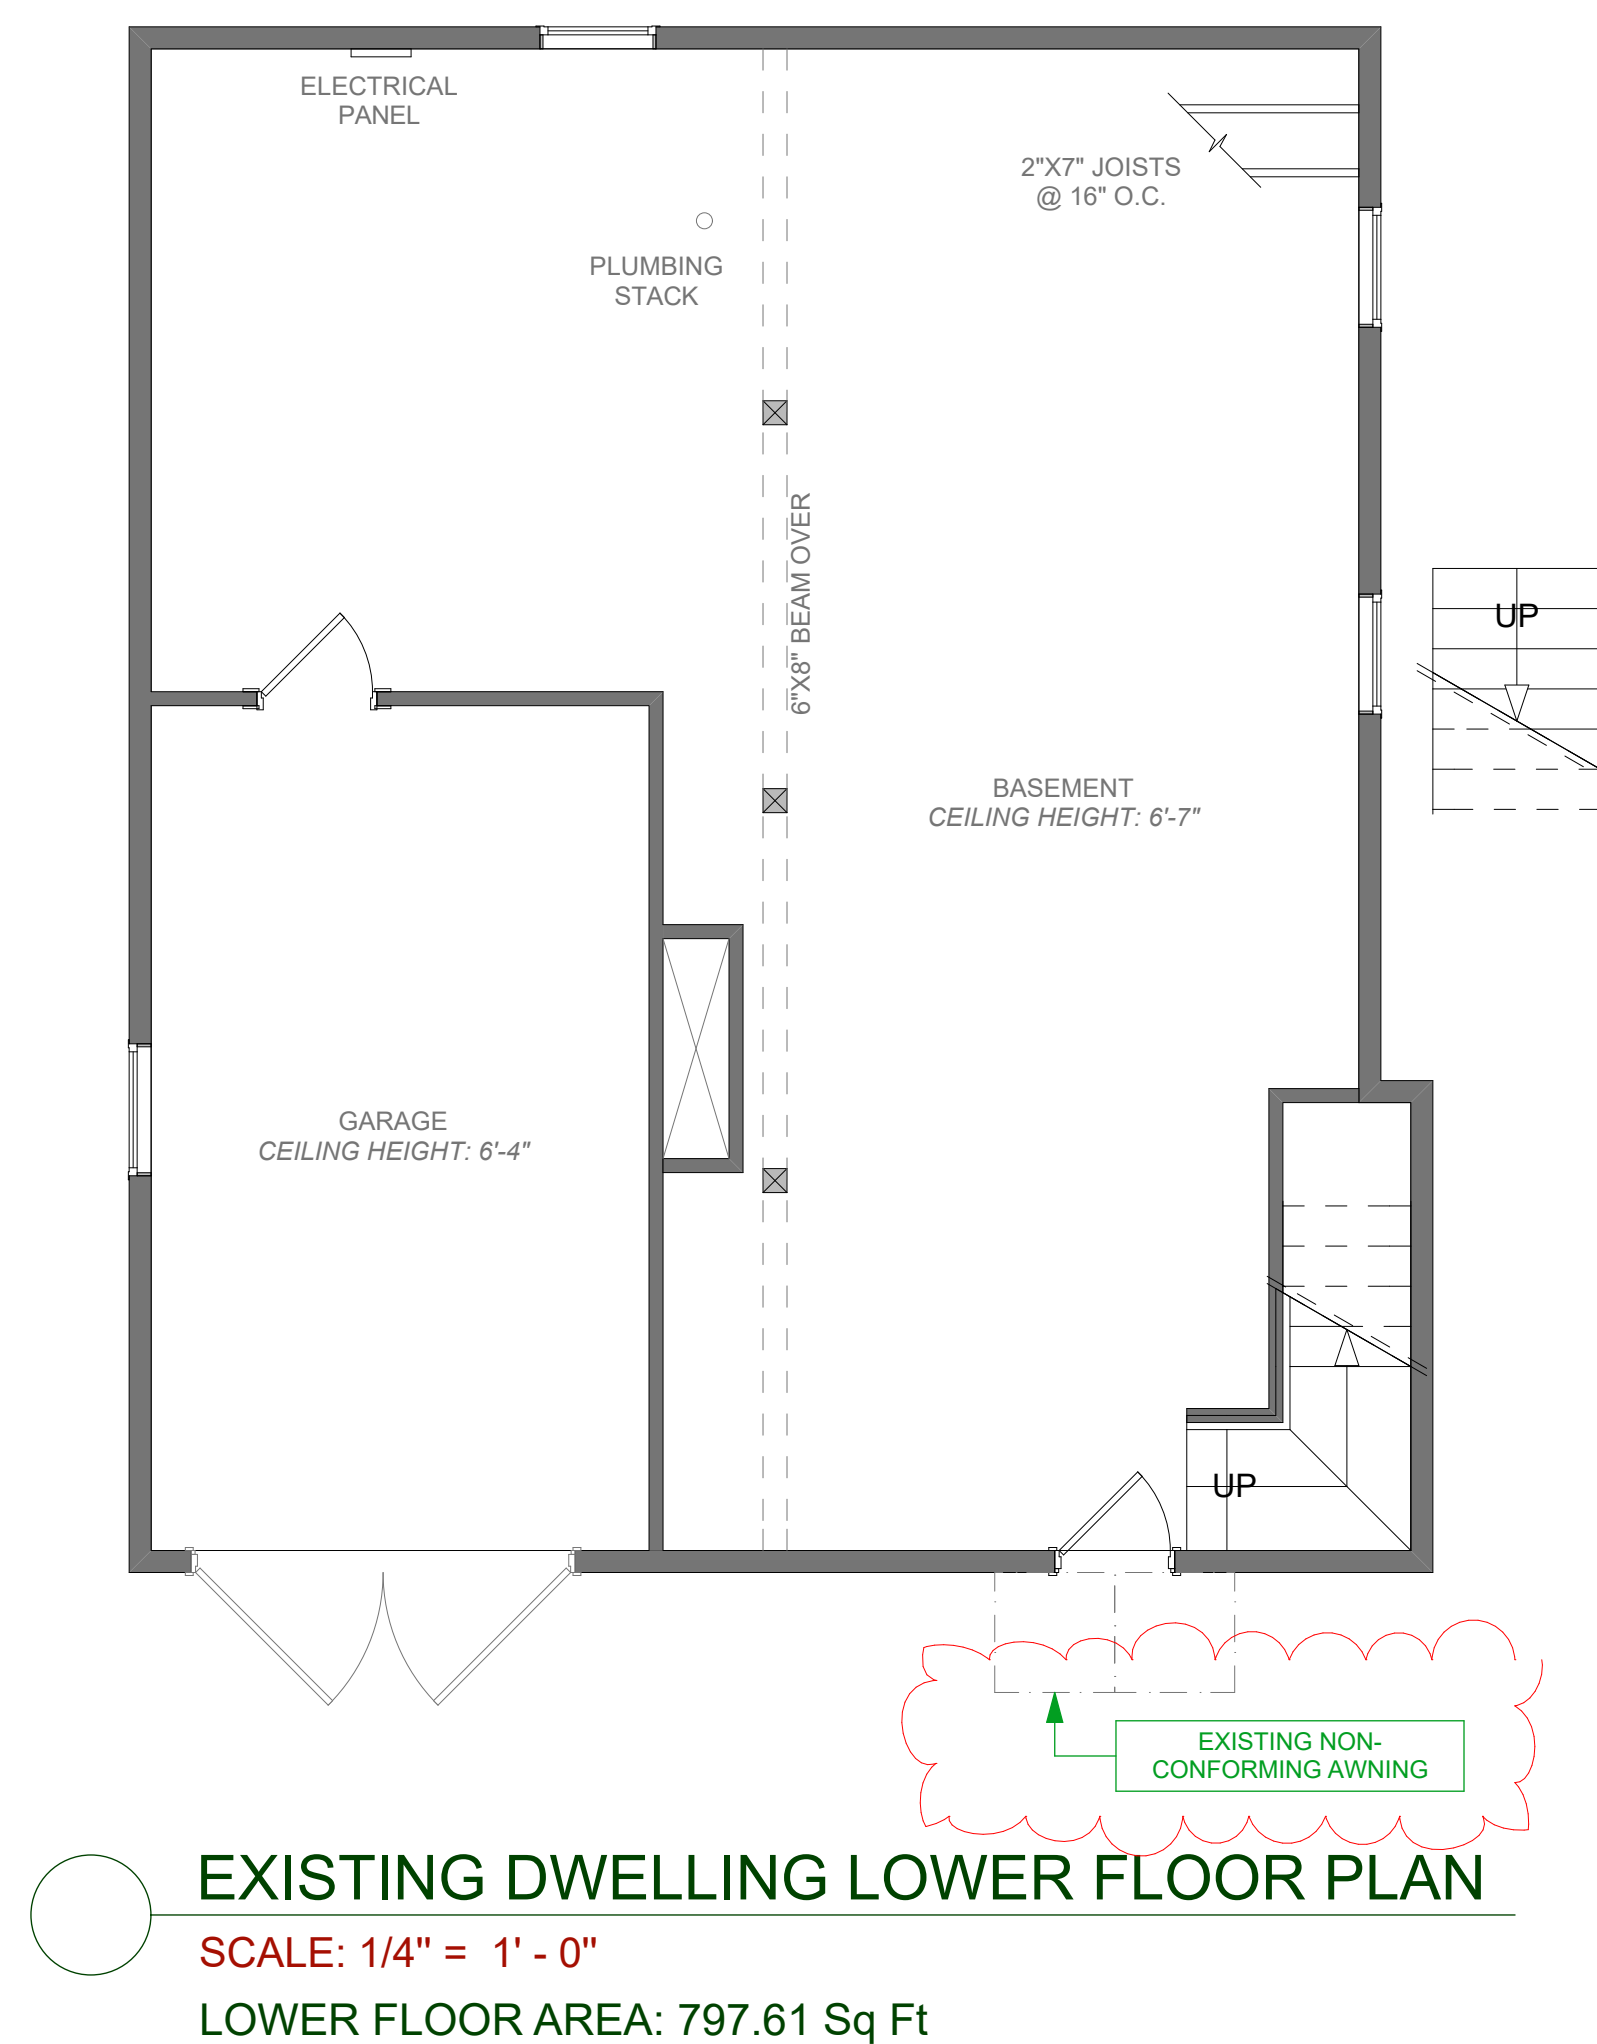 ELECTRICAL
PANEL
2"X7" JOISTS
@ 16" O.C.
PLUMBING
STACK
6"X8" BEAM OVER
UP
BASEMENT
CEILING HEIGHT: 6'-7"
GARAGE
CEILING HEIGHT: 6'-4"
UP
EXISTING NON-
CONFORMING AWNING
EXISTING DWELLING LOWER FLOOR PLAN
SCALE: 1/4" = 1' - 0"
LOWER FLOOR AREA: 797.61 Sq Ft